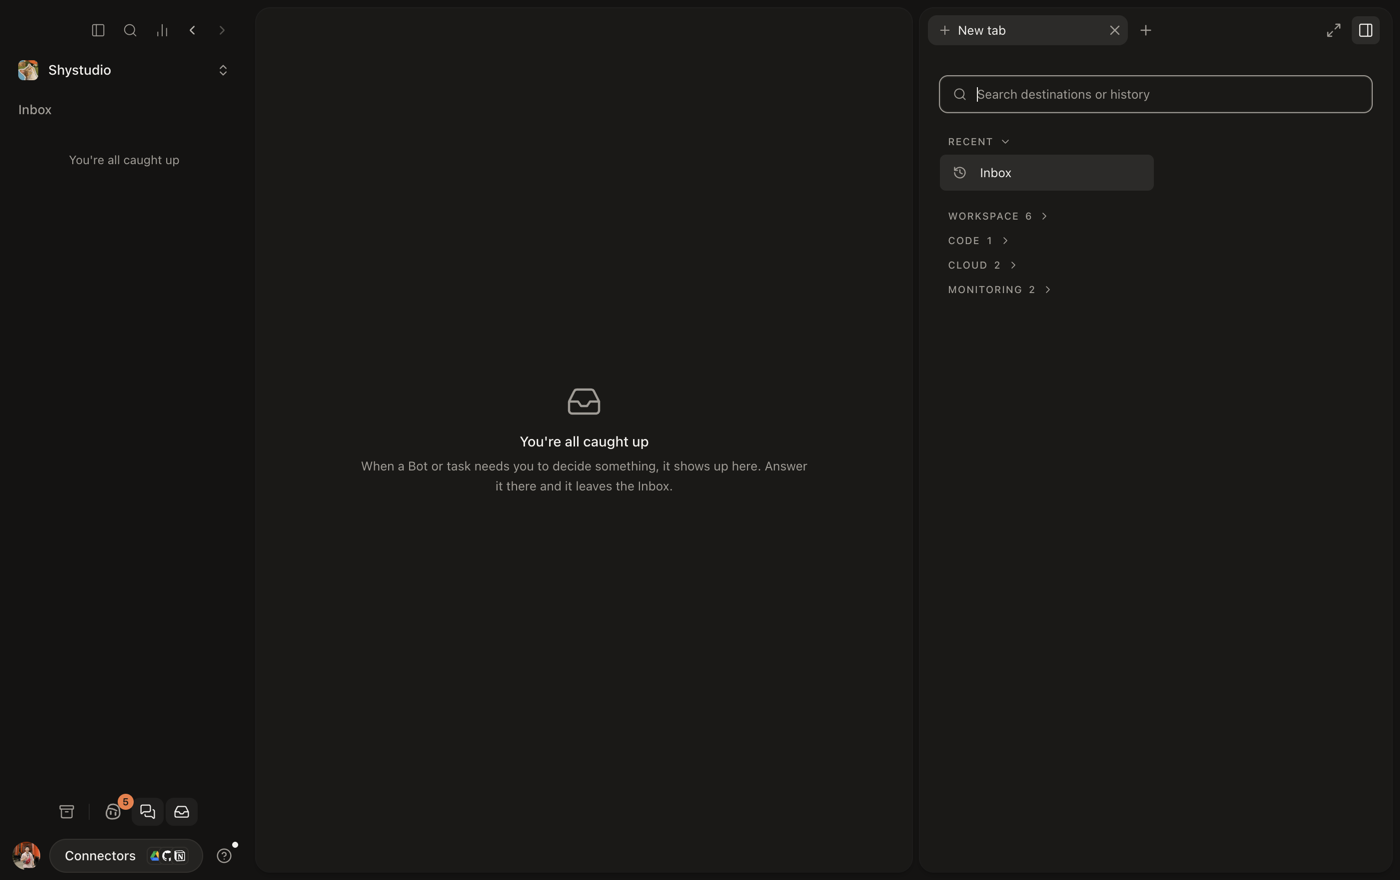 Shystudio
Inbox
You're all caught up
5
Connectors
You're all caught up
When a Bot or task needs you to decide something, it shows up here. Answer
it there and it leaves the Inbox.
New tab
Search destinations or history
RECENT
Inbox
WORKSPACE 6
CODE 1
CLOUD 2
MONITORING 2